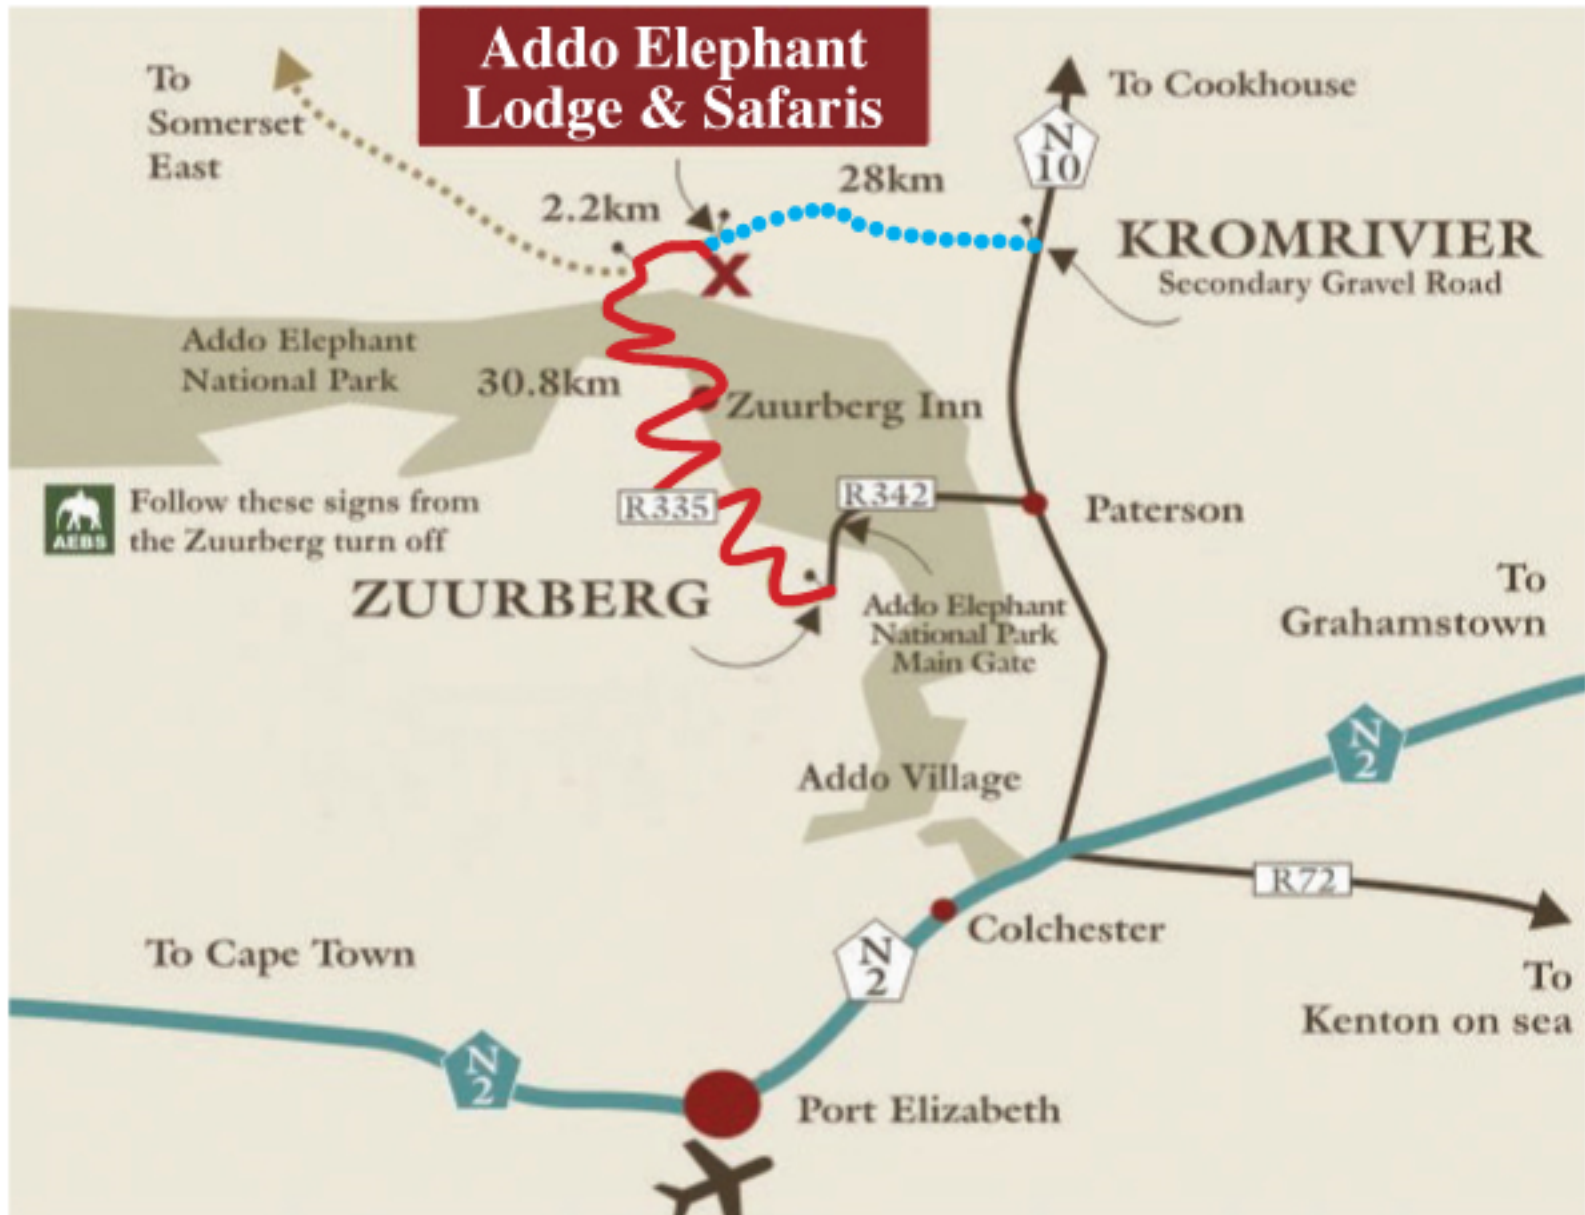 Addo Elephant
Lodge & Safaris
To
Somerset
East
To Cookhouse
N
10
28km
2.2km
KROMRIVIER
Secondary Gravel Road
Addo Elephant
National Park
30.8km
Zuurberg Inn
AEBS
Follow these signs from
the Zuurberg turn off
R335
R342
Paterson
ZUURBERG
Addo Elephant
National Park
Main Gate
To
Grahamstown
N
2
Addo Village
R72
Colchester
To Cape Town
N
2
To
Kenton on sea
N
2
Port Elizabeth